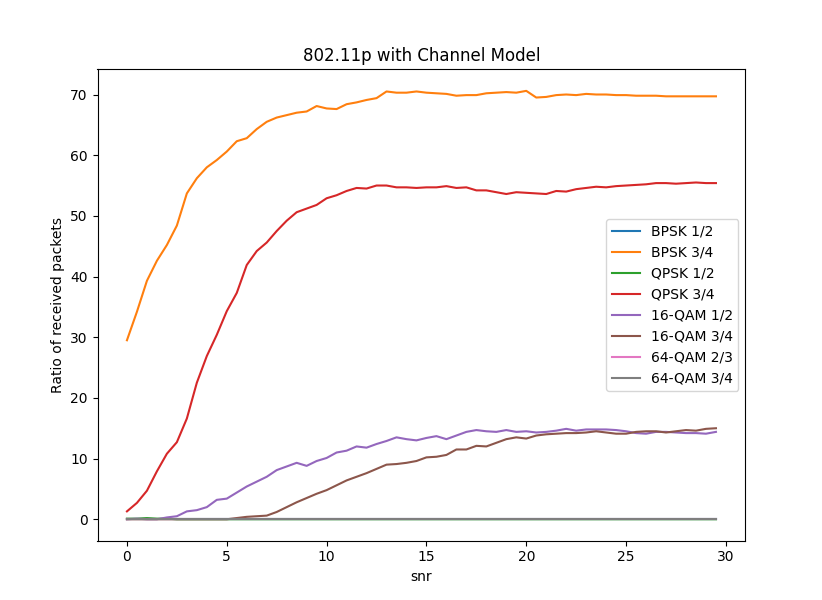 802.11p with Channel Model
Ratio of received packets
70
60
50
40
30
20
10
0
BPSK 1/2
BPSK 3/4
QPSK 1/2
QPSK 3/4
16-QAM 1/2
16-QAM 3/4
64-QAM 2/3
64-QAM 3/4
0 5 10 15 20 25 30
snr